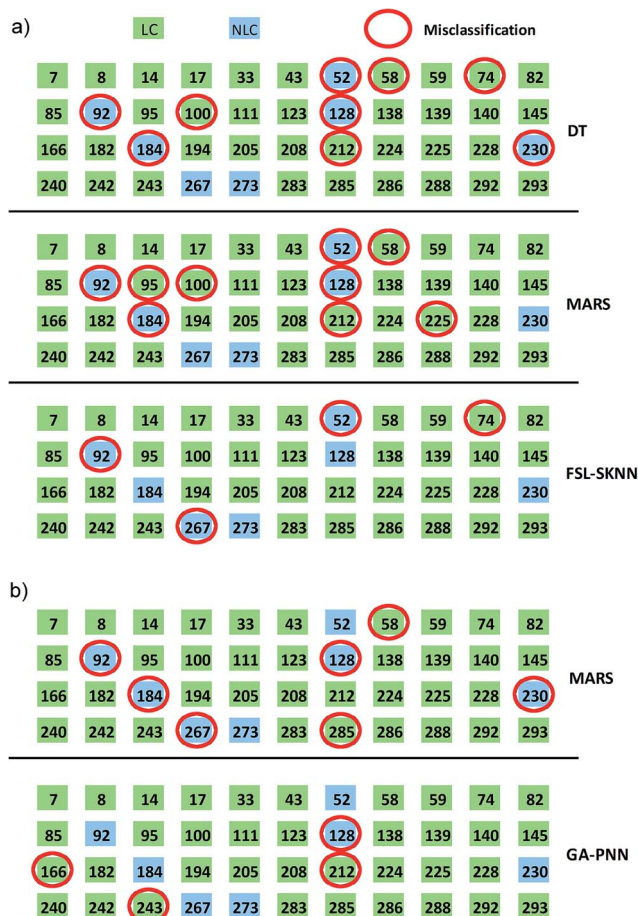 a) LC NLC Misclassification
7 8 14 17 33 43 52 58 59 74 82
85 92 95 100 111 123 128 138 139 140 145
DT
166 182 184 194 205 208 212 224 225 228 230
240 242 243 267 273 283 285 286 288 292 293
7 8 14 17 33 43 52 58 59 74 82
85 92 95 100 111 123 128 138 139 140 145
MARS
166 182 184 194 205 208 212 224 225 228 230
240 242 243 267 273 283 285 286 288 292 293
7 8 14 17 33 43 52 58 59 74 82
85 92 95 100 111 123 128 138 139 140 145
FSL-SKNN
166 182 184 194 205 208 212 224 225 228 230
240 242 243 267 273 283 285 286 288 292 293
b)
7 8 14 17 33 43 52 58 59 74 82
85 92 95 100 111 123 128 138 139 140 145
MARS
166 182 184 194 205 208 212 224 225 228 230
240 242 243 267 273 283 285 286 288 292 293
7 8 14 17 33 43 52 58 59 74 82
85 92 95 100 111 123 128 138 139 140 145
GA-PNN
166 182 184 194 205 208 212 224 225 228 230
240 242 243 267 273 283 285 286 288 292 293